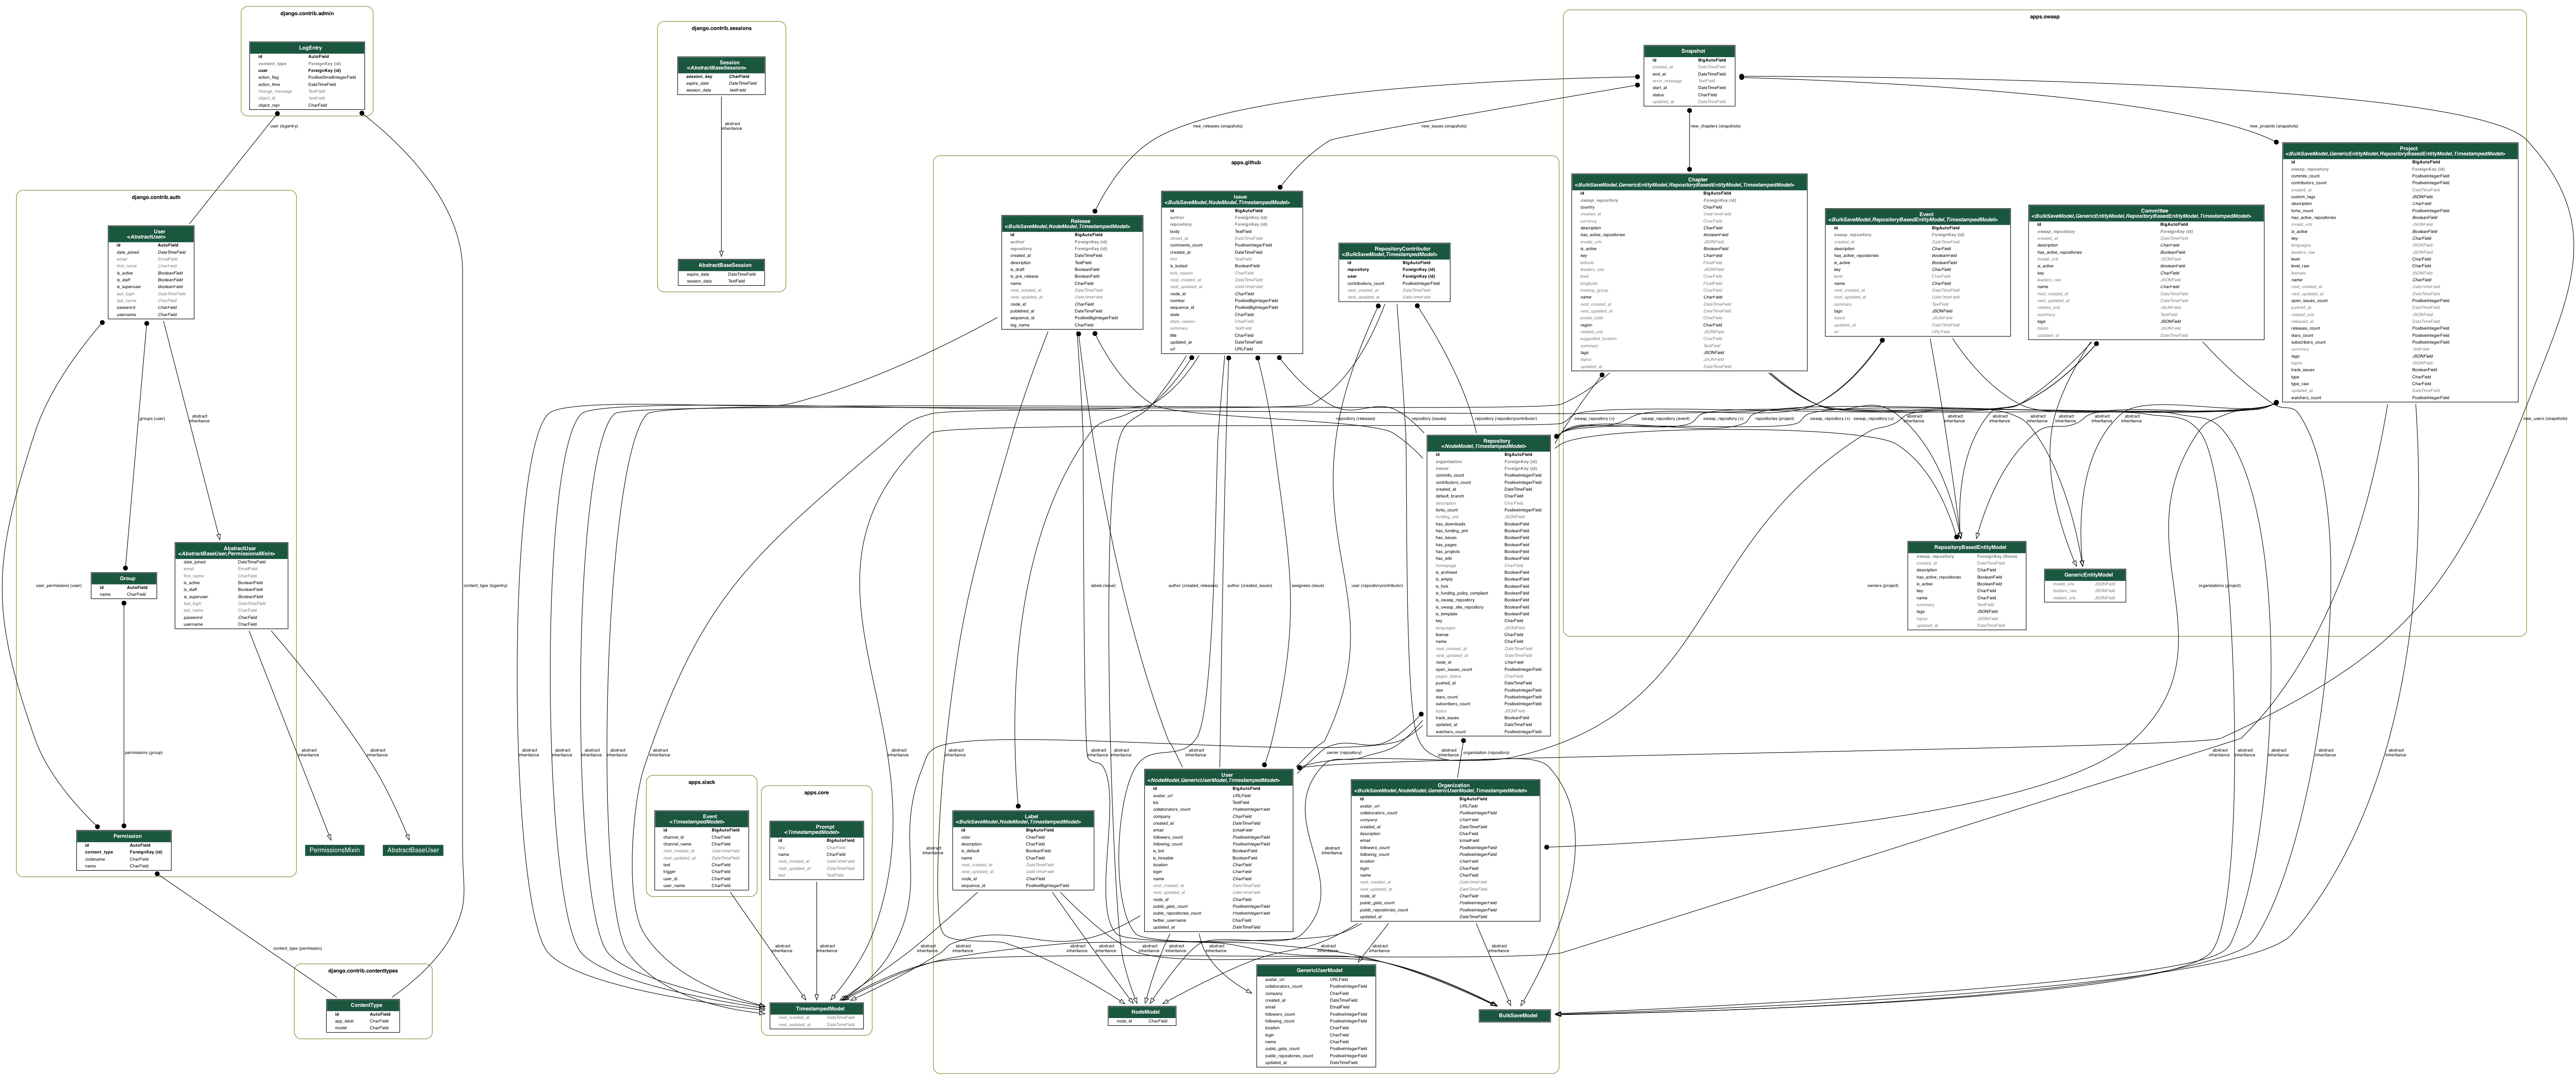 django.contrib.admin
LogEntry
id AutoField
content_type ForeignKey (id)
user ForeignKey (id)
action_flag PositiveSmallIntegerField
action_time DateTimeField
change_message TextField
object_id TextField
object_repr CharField
user (logentry)
content_type (logentry)
django.contrib.auth
User
<AbstractUser>
id AutoField
date_joined DateTimeField
email EmailField
first_name CharField
is_active BooleanField
is_staff BooleanField
is_superuser BooleanField
last_login DateTimeField
last_name CharField
password CharField
username CharField
groups (user)
abstract
inheritance
user_permissions (user)
AbstractUser
<AbstractBaseUser,PermissionsMixin>
date_joined DateTimeField
email EmailField
first_name CharField
is_active BooleanField
is_staff BooleanField
is_superuser BooleanField
last_login DateTimeField
last_name CharField
password CharField
username CharField
Group
id AutoField
name CharField
permissions (group)
abstract
inheritance
abstract
inheritance
Permission
id AutoField
content_type ForeignKey (id)
codename CharField
name CharField
PermissionsMixin
AbstractBaseUser
content_type (permission)
django.contrib.contenttypes
ContentType
id AutoField
app_label CharField
model CharField
django.contrib.sessions
Session
<AbstractBaseSession>
session_key CharField
expire_date DateTimeField
session_data TextField
abstract
inheritance
AbstractBaseSession
expire_date DateTimeField
session_data TextField
apps.slack
Event
<TimestampedModel>
id BigAutoField
channel_id CharField
channel_name CharField
nest_created_at DateTimeField
nest_updated_at DateTimeField
text CharField
trigger CharField
user_id CharField
user_name CharField
apps.core
Prompt
<TimestampedModel>
id BigAutoField
key CharField
name CharField
nest_created_at DateTimeField
nest_updated_at DateTimeField
text TextField
abstract
inheritance
abstract
inheritance
TimestampedModel
nest_created_at DateTimeField
nest_updated_at DateTimeField
apps.github
Release
<BulkSaveModel,NodeModel,TimestampedModel>
id BigAutoField
author ForeignKey (id)
repository ForeignKey (id)
created_at DateTimeField
description TextField
is_draft BooleanField
is_pre_release BooleanField
name CharField
nest_created_at DateTimeField
nest_updated_at DateTimeField
node_id CharField
published_at DateTimeField
sequence_id PositiveBigIntegerField
tag_name CharField
Issue
<BulkSaveModel,NodeModel,TimestampedModel>
id BigAutoField
author ForeignKey (id)
repository ForeignKey (id)
body TextField
closed_at DateTimeField
comments_count PositiveIntegerField
created_at DateTimeField
hint TextField
is_locked BooleanField
lock_reason CharField
nest_created_at DateTimeField
nest_updated_at DateTimeField
node_id CharField
number PositiveBigIntegerField
sequence_id PositiveBigIntegerField
state CharField
state_reason CharField
summary TextField
title CharField
updated_at DateTimeField
url URLField
RepositoryContributor
<BulkSaveModel,TimestampedModel>
id BigAutoField
repository ForeignKey (id)
user ForeignKey (id)
contributions_count PositiveIntegerField
nest_created_at DateTimeField
nest_updated_at DateTimeField
repository (releases)
repository (issues)
repository (repositorycontributor)
Repository
<NodeModel,TimestampedModel>
id BigAutoField
organization ForeignKey (id)
owner ForeignKey (id)
commits_count PositiveIntegerField
contributors_count PositiveIntegerField
created_at DateTimeField
default_branch CharField
description CharField
forks_count PositiveIntegerField
funding_yml JSONField
has_downloads BooleanField
has_funding_yml BooleanField
has_issues BooleanField
has_pages BooleanField
has_projects BooleanField
has_wiki BooleanField
homepage CharField
is_archived BooleanField
is_empty BooleanField
is_fork BooleanField
is_funding_policy_compliant BooleanField
is_owasp_repository BooleanField
is_owasp_site_repository BooleanField
is_template BooleanField
key CharField
languages JSONField
license CharField
name CharField
nest_created_at DateTimeField
nest_updated_at DateTimeField
node_id CharField
open_issues_count PositiveIntegerField
pages_status CharField
pushed_at DateTimeField
size PositiveIntegerField
stars_count PositiveIntegerField
subscribers_count PositiveIntegerField
topics JSONField
track_issues BooleanField
updated_at DateTimeField
watchers_count PositiveIntegerField
labels (issue)
author (created_releases)
author (created_issues)
assignees (issue)
user (repositorycontributor)
owner (repository)
organization (repository)
Label
<BulkSaveModel,NodeModel,TimestampedModel>
id BigAutoField
color CharField
description CharField
is_default BooleanField
name CharField
nest_created_at DateTimeField
nest_updated_at DateTimeField
node_id CharField
sequence_id PositiveBigIntegerField
User
<NodeModel,GenericUserModel,TimestampedModel>
id BigAutoField
avatar_url URLField
bio TextField
collaborators_count PositiveIntegerField
company CharField
created_at DateTimeField
email EmailField
followers_count PositiveIntegerField
following_count PositiveIntegerField
is_bot BooleanField
is_hireable BooleanField
location CharField
login CharField
name CharField
nest_created_at DateTimeField
nest_updated_at DateTimeField
node_id CharField
public_gists_count PositiveIntegerField
public_repositories_count PositiveIntegerField
twitter_username CharField
updated_at DateTimeField
Organization
<BulkSaveModel,NodeModel,GenericUserModel,TimestampedModel>
id BigAutoField
avatar_url URLField
collaborators_count PositiveIntegerField
company CharField
created_at DateTimeField
description CharField
email EmailField
followers_count PositiveIntegerField
following_count PositiveIntegerField
location CharField
login CharField
name CharField
nest_created_at DateTimeField
nest_updated_at DateTimeField
node_id CharField
public_gists_count PositiveIntegerField
public_repositories_count PositiveIntegerField
updated_at DateTimeField
GenericUserModel
avatar_url URLField
collaborators_count PositiveIntegerField
company CharField
created_at DateTimeField
email EmailField
followers_count PositiveIntegerField
following_count PositiveIntegerField
location CharField
login CharField
name CharField
public_gists_count PositiveIntegerField
public_repositories_count PositiveIntegerField
updated_at DateTimeField
NodeModel
node_id CharField
BulkSaveModel
apps.owasp
Snapshot
id BigAutoField
created_at DateTimeField
end_at DateTimeField
error_message TextField
start_at DateTimeField
status CharField
updated_at DateTimeField
new_releases (snapshots)
new_issues (snapshots)
new_chapters (snapshots)
new_projects (snapshots)
new_users (snapshots)
Chapter
<BulkSaveModel,GenericEntityModel,RepositoryBasedEntityModel,TimestampedModel>
id BigAutoField
owasp_repository ForeignKey (id)
country CharField
created_at DateTimeField
currency CharField
description CharField
has_active_repositories BooleanField
invalid_urls JSONField
is_active BooleanField
key CharField
latitude FloatField
leaders_raw JSONField
level CharField
longitude FloatField
meetup_group CharField
name CharField
nest_created_at DateTimeField
nest_updated_at DateTimeField
postal_code CharField
region CharField
related_urls JSONField
suggested_location CharField
summary TextField
tags JSONField
topics JSONField
updated_at DateTimeField
Event
<BulkSaveModel,RepositoryBasedEntityModel,TimestampedModel>
id BigAutoField
owasp_repository ForeignKey (id)
created_at DateTimeField
description CharField
has_active_repositories BooleanField
is_active BooleanField
key CharField
level CharField
name CharField
nest_created_at DateTimeField
nest_updated_at DateTimeField
summary TextField
tags JSONField
topics JSONField
updated_at DateTimeField
url URLField
Committee
<BulkSaveModel,GenericEntityModel,RepositoryBasedEntityModel,TimestampedModel>
id BigAutoField
owasp_repository ForeignKey (id)
created_at DateTimeField
description CharField
has_active_repositories BooleanField
invalid_urls JSONField
is_active BooleanField
key CharField
leaders_raw JSONField
name CharField
nest_created_at DateTimeField
nest_updated_at DateTimeField
related_urls JSONField
summary TextField
tags JSONField
topics JSONField
updated_at DateTimeField
Project
<BulkSaveModel,GenericEntityModel,RepositoryBasedEntityModel,TimestampedModel>
id BigAutoField
owasp_repository ForeignKey (id)
commits_count PositiveIntegerField
contributors_count PositiveIntegerField
created_at DateTimeField
custom_tags JSONField
description CharField
forks_count PositiveIntegerField
has_active_repositories BooleanField
invalid_urls JSONField
is_active BooleanField
key CharField
languages JSONField
leaders_raw JSONField
level CharField
level_raw CharField
licenses JSONField
name CharField
nest_created_at DateTimeField
nest_updated_at DateTimeField
open_issues_count PositiveIntegerField
pushed_at DateTimeField
related_urls JSONField
released_at DateTimeField
releases_count PositiveIntegerField
stars_count PositiveIntegerField
subscribers_count PositiveIntegerField
summary TextField
tags JSONField
topics JSONField
track_issues BooleanField
type CharField
type_raw CharField
updated_at DateTimeField
watchers_count PositiveIntegerField
owasp_repository (+)
owasp_repository (event)
owasp_repository (+)
repositories (project)
owasp_repository (+)
owasp_repository (+)
abstract
inheritance
abstract
inheritance
RepositoryBasedEntityModel
owasp_repository ForeignKey (None)
created_at DateTimeField
description CharField
has_active_repositories BooleanField
is_active BooleanField
key CharField
name CharField
summary TextField
tags JSONField
topics JSONField
updated_at DateTimeField
GenericEntityModel
invalid_urls JSONField
leaders_raw JSONField
related_urls JSONField
owners (project)
organizations (project)